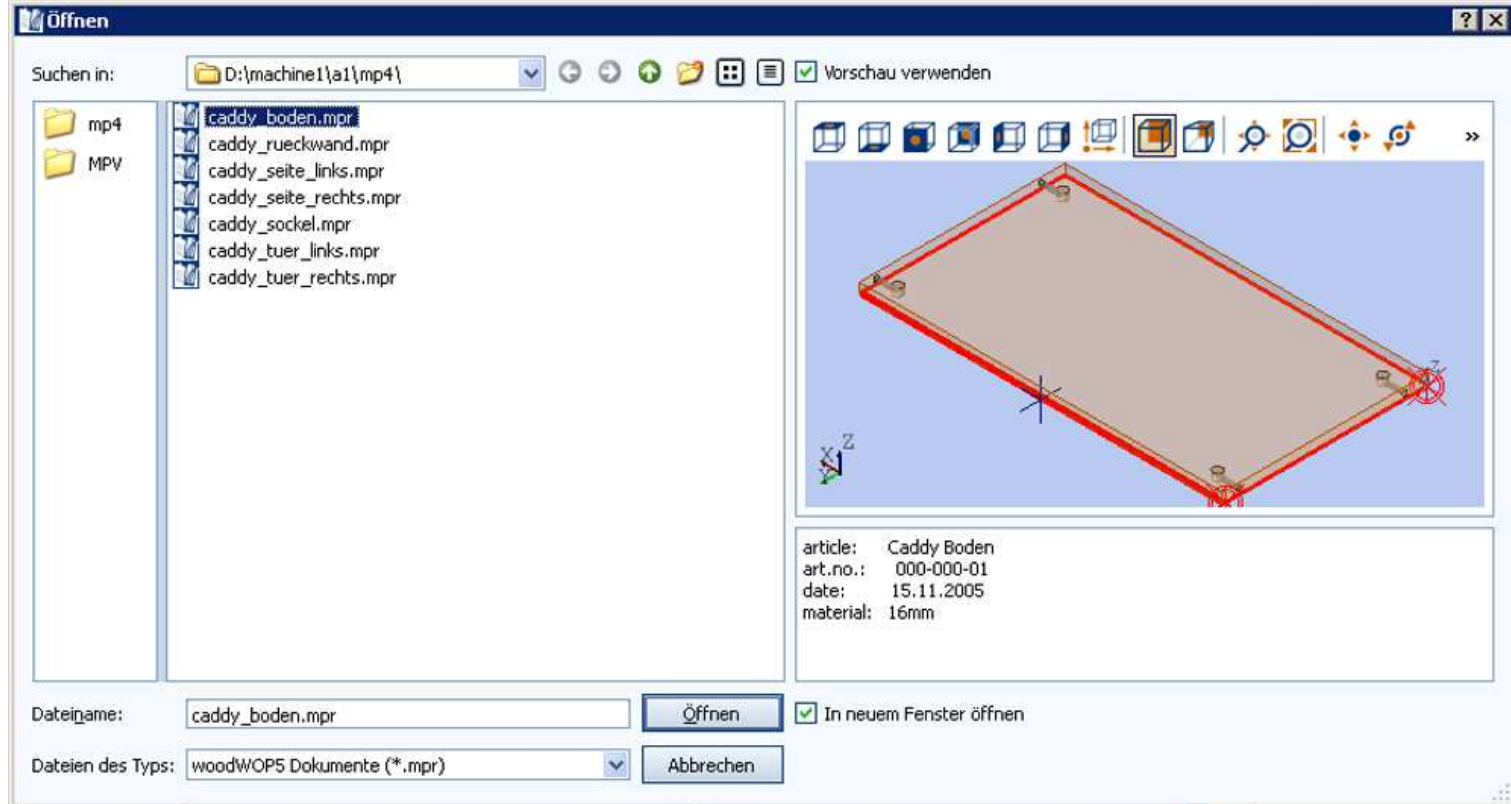 Öffnen
Suchen in: D:\machine1\a1\mp4\ Vorschau verwenden
mp4
MPV
caddy_boden.mpr
caddy_rueckwand.mpr
caddy_seite_links.mpr
caddy_seite_rechts.mpr
caddy_sockel.mpr
caddy_tuer_links.mpr
caddy_tuer_rechts.mpr
»
Z
Z
X
Y
article: Caddy Boden
art.no.: 000-000-01
date: 15.11.2005
material: 16mm
Dateiname: caddy_boden.mpr Öffnen In neuem Fenster öffnen
Dateien des Typs: woodWOP5 Dokumente (*.mpr) Abbrechen